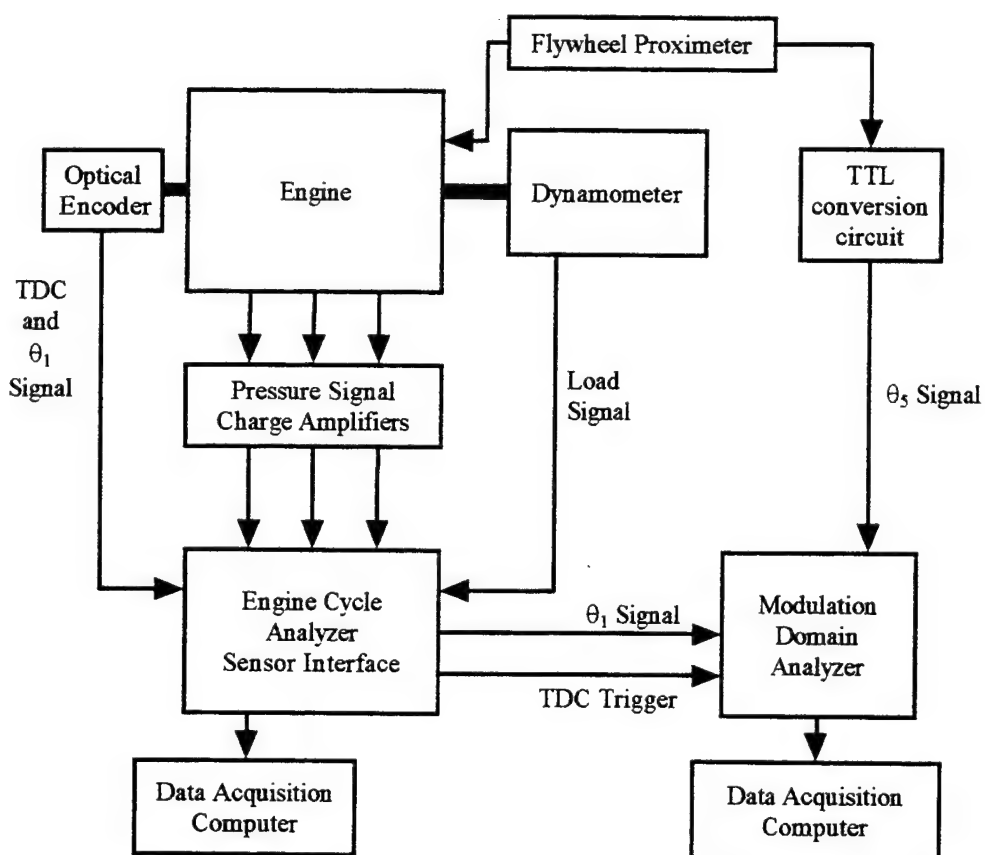 Flywheel Proximeter
Optical
Encoder
Engine
Dynamometer
TTL
conversion
circuit
TDC
and
θ₁
Signal
Pressure Signal
Charge Amplifiers
Load
Signal
θ₅ Signal
Engine Cycle
Analyzer
Sensor Interface
θ₁ Signal
TDC Trigger
Modulation
Domain
Analyzer
Data Acquisition
Computer
Data Acquisition
Computer